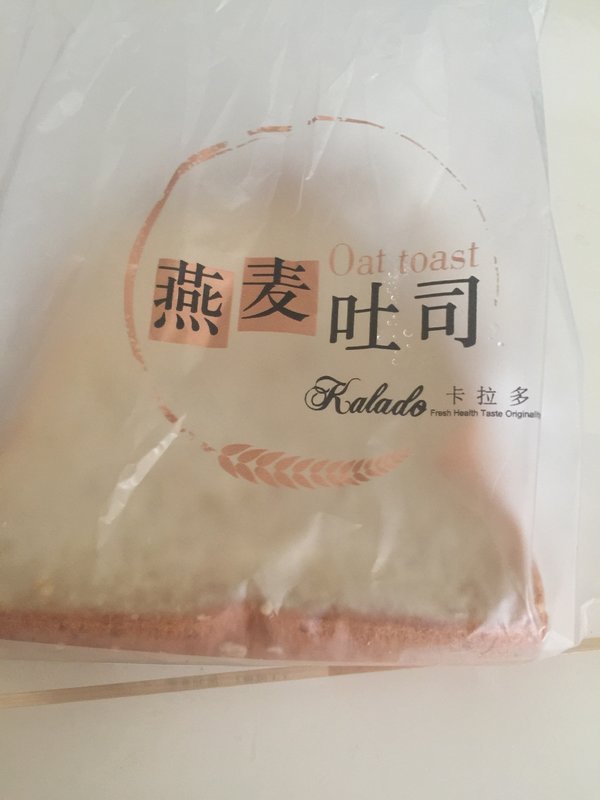 Oat toast
燕麦吐司
Kalado 卡拉多
Fresh Health Taste Originality